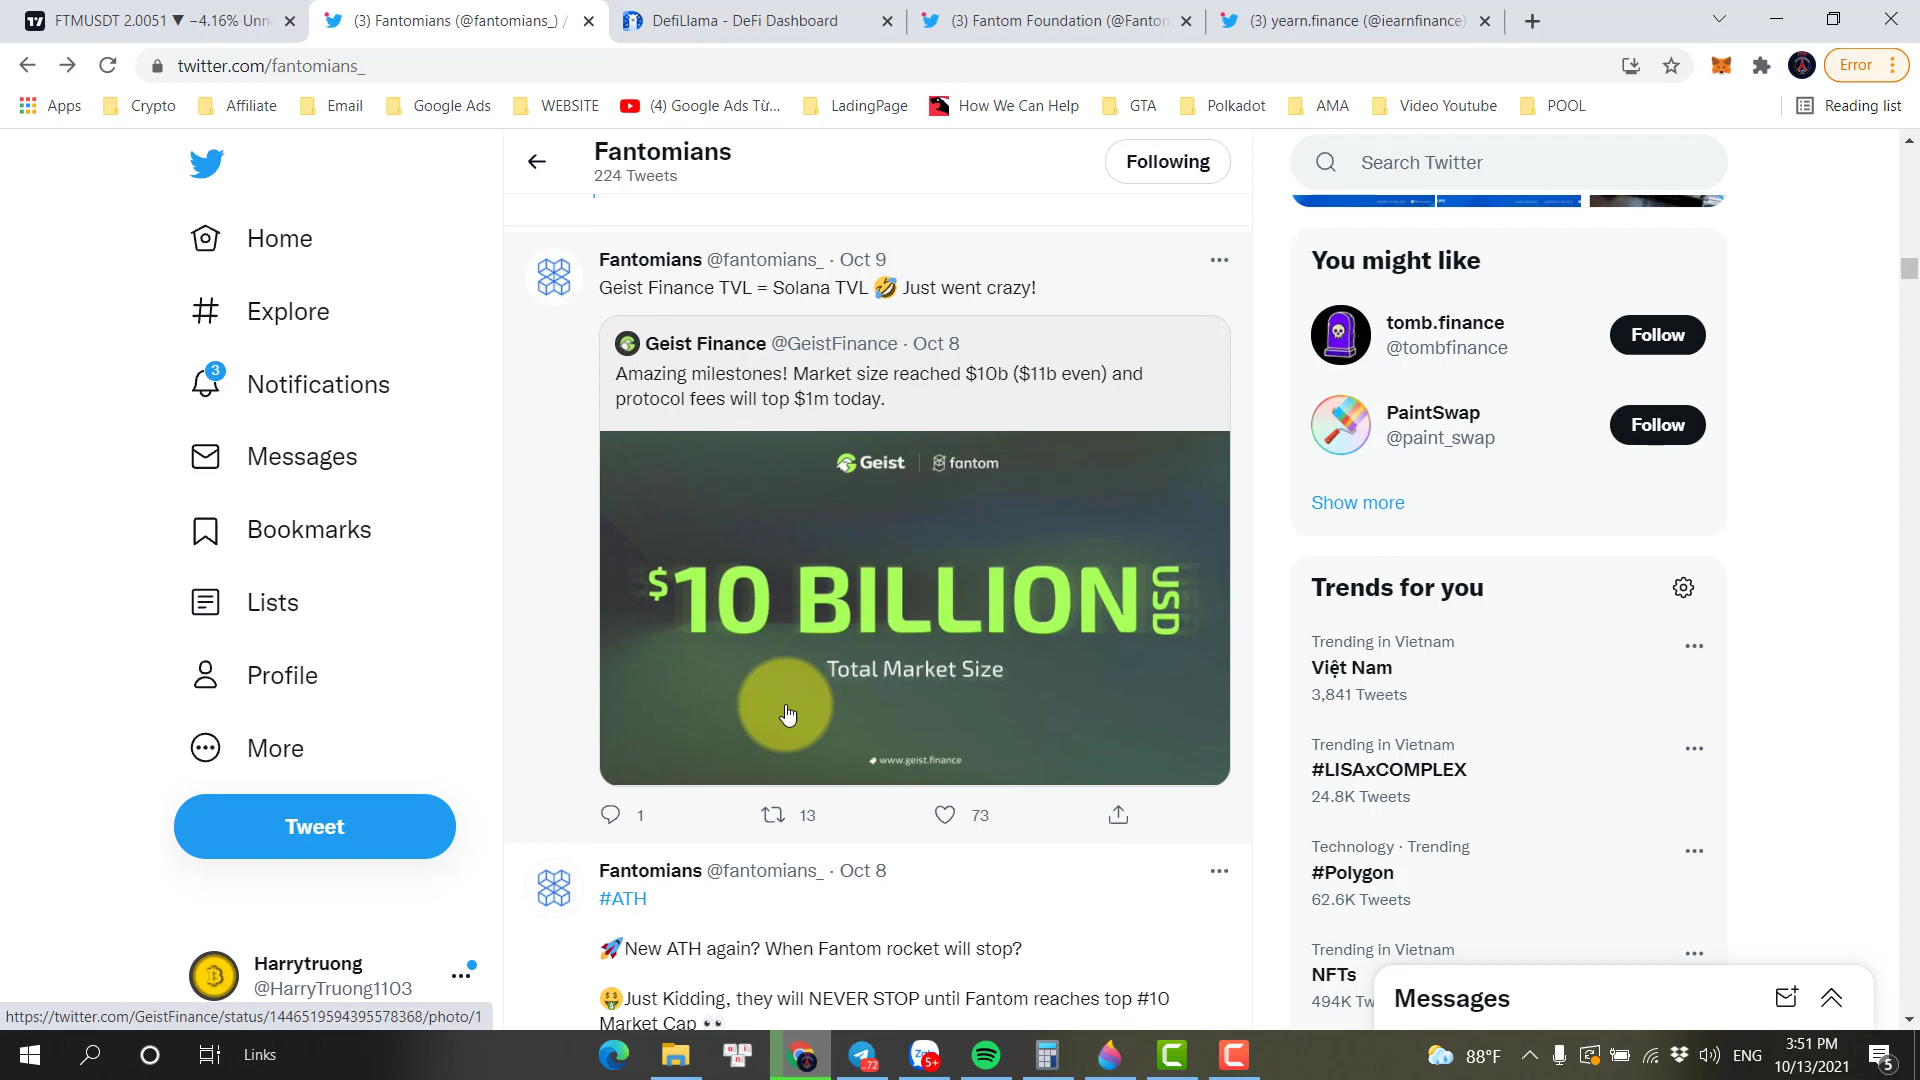 FTMUSDT 2.0051 ▼ −4.16% Unn
(3) Fantomians (@fantomians_) /
DefiLlama - DeFi Dashboard
(3) Fantom Foundation (@Fanton
(3) yearn.finance (@iearnfinance)
twitter.com/fantomians_
Error
Apps
Crypto
Affiliate
Email
Google Ads
WEBSITE
(4) Google Ads Từ...
LadingPage
How We Can Help
GTA
Polkadot
AMA
Video Youtube
POOL
Reading list
Home
Explore
3
Notifications
Messages
Bookmarks
Lists
Profile
More
Tweet
Harrytruong
@HarryTruong1103
https://twitter.com/GeistFinance/status/1446519594395578368/photo/1
Fantomians
224 Tweets
Following
Fantomians @fantomians_ · Oct 9
Geist Finance TVL = Solana TVL 🤣 Just went crazy!
Geist Finance @GeistFinance · Oct 8
Amazing milestones! Market size reached $10b ($11b even) and
protocol fees will top $1m today.
Geist | fantom
$10 BILLION USD
Total Market Size
www.geist.finance
1
13
73
Fantomians @fantomians_ · Oct 8
#ATH
🚀New ATH again? When Fantom rocket will stop?
🤑Just Kidding, they will NEVER STOP until Fantom reaches top #10
Market Cap 👀
Search Twitter
You might like
tomb.finance
@tombfinance
Follow
PaintSwap
@paint_swap
Follow
Show more
Trends for you
Trending in Vietnam
Việt Nam
3,841 Tweets
Trending in Vietnam
#LISAxCOMPLEX
24.8K Tweets
Technology · Trending
#Polygon
62.6K Tweets
Trending in Vietnam
NFTs
494K Tw
Messages
Links
72
5+
88°F
ENG
3:51 PM
10/13/2021
5